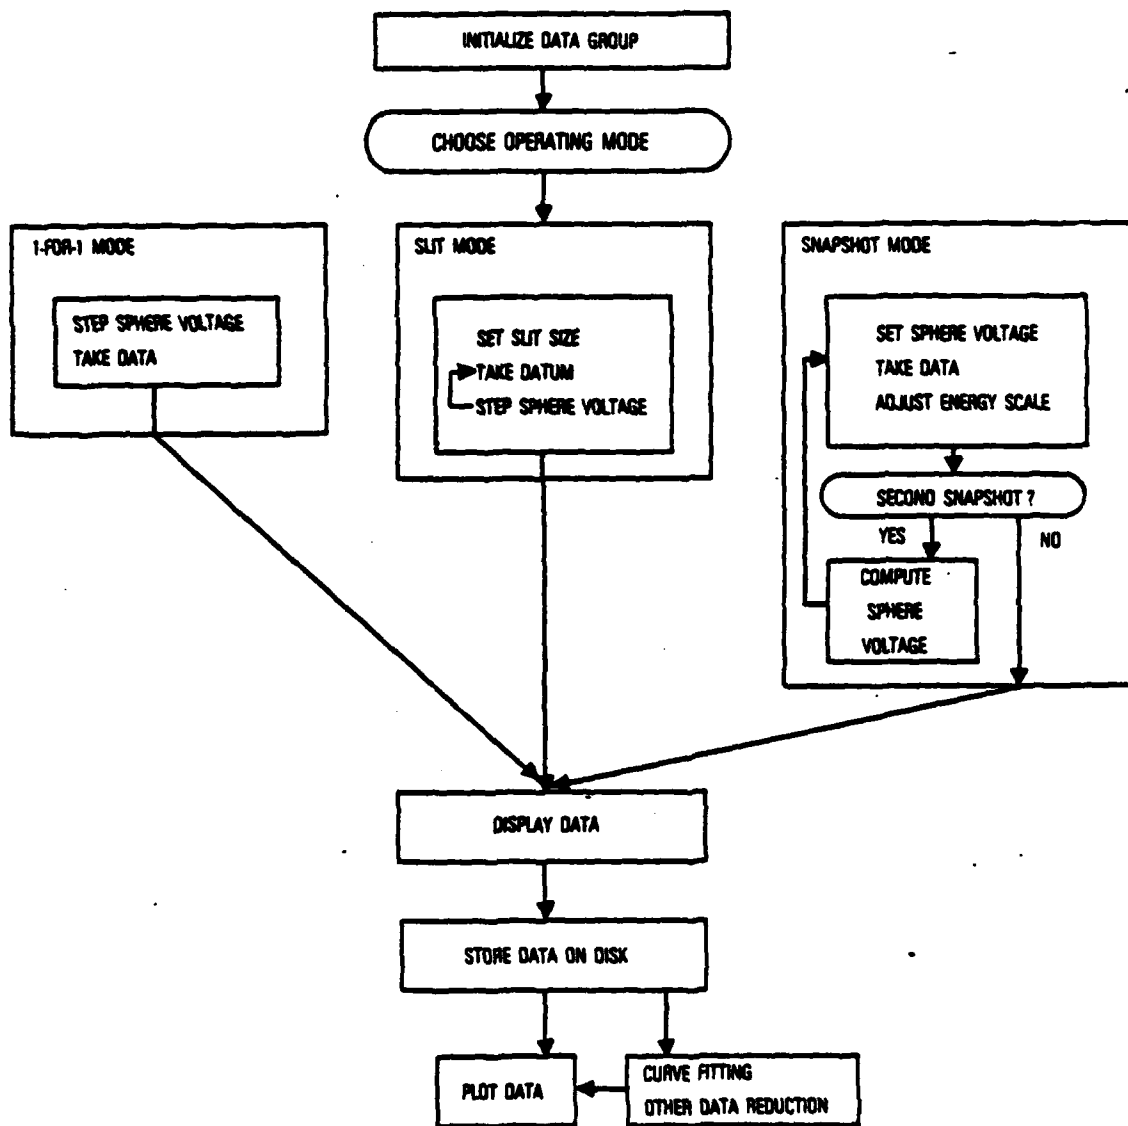 INITIALIZE DATA GROUP
CHOOSE OPERATING MODE
1-FOR-1 MODE
STEP SPHERE VOLTAGE
TAKE DATA
SLIT MODE
SET SLIT SIZE
TAKE DATUM
STEP SPHERE VOLTAGE
SNAPSHOT MODE
SET SPHERE VOLTAGE
TAKE DATA
ADJUST ENERGY SCALE
SECOND SNAPSHOT?
YES
NO
COMPUTE
SPHERE
VOLTAGE
DISPLAY DATA
STORE DATA ON DISK
PLOT DATA
CURVE FITTING
OTHER DATA REDUCTION